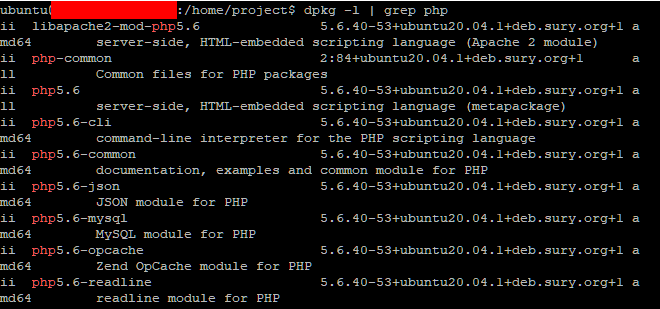 ubuntu( :/home/project$ dpkg -l | grep php
ii  libapache2-mod-php5.6               5.6.40-53+ubuntu20.04.1+deb.sury.org+1 a
md64         server-side, HTML-embedded scripting language (Apache 2 module)
ii  php-common                          2:84+ubuntu20.04.1+deb.sury.org+1      a
ll           Common files for PHP packages
ii  php5.6                              5.6.40-53+ubuntu20.04.1+deb.sury.org+1 a
ll           server-side, HTML-embedded scripting language (metapackage)
ii  php5.6-cli                          5.6.40-53+ubuntu20.04.1+deb.sury.org+1 a
md64         command-line interpreter for the PHP scripting language
ii  php5.6-common                       5.6.40-53+ubuntu20.04.1+deb.sury.org+1 a
md64         documentation, examples and common module for PHP
ii  php5.6-json                         5.6.40-53+ubuntu20.04.1+deb.sury.org+1 a
md64         JSON module for PHP
ii  php5.6-mysql                        5.6.40-53+ubuntu20.04.1+deb.sury.org+1 a
md64         MySQL module for PHP
ii  php5.6-opcache                      5.6.40-53+ubuntu20.04.1+deb.sury.org+1 a
md64         Zend OpCache module for PHP
ii  php5.6-readline                     5.6.40-53+ubuntu20.04.1+deb.sury.org+1 a
md64         readline module for PHP